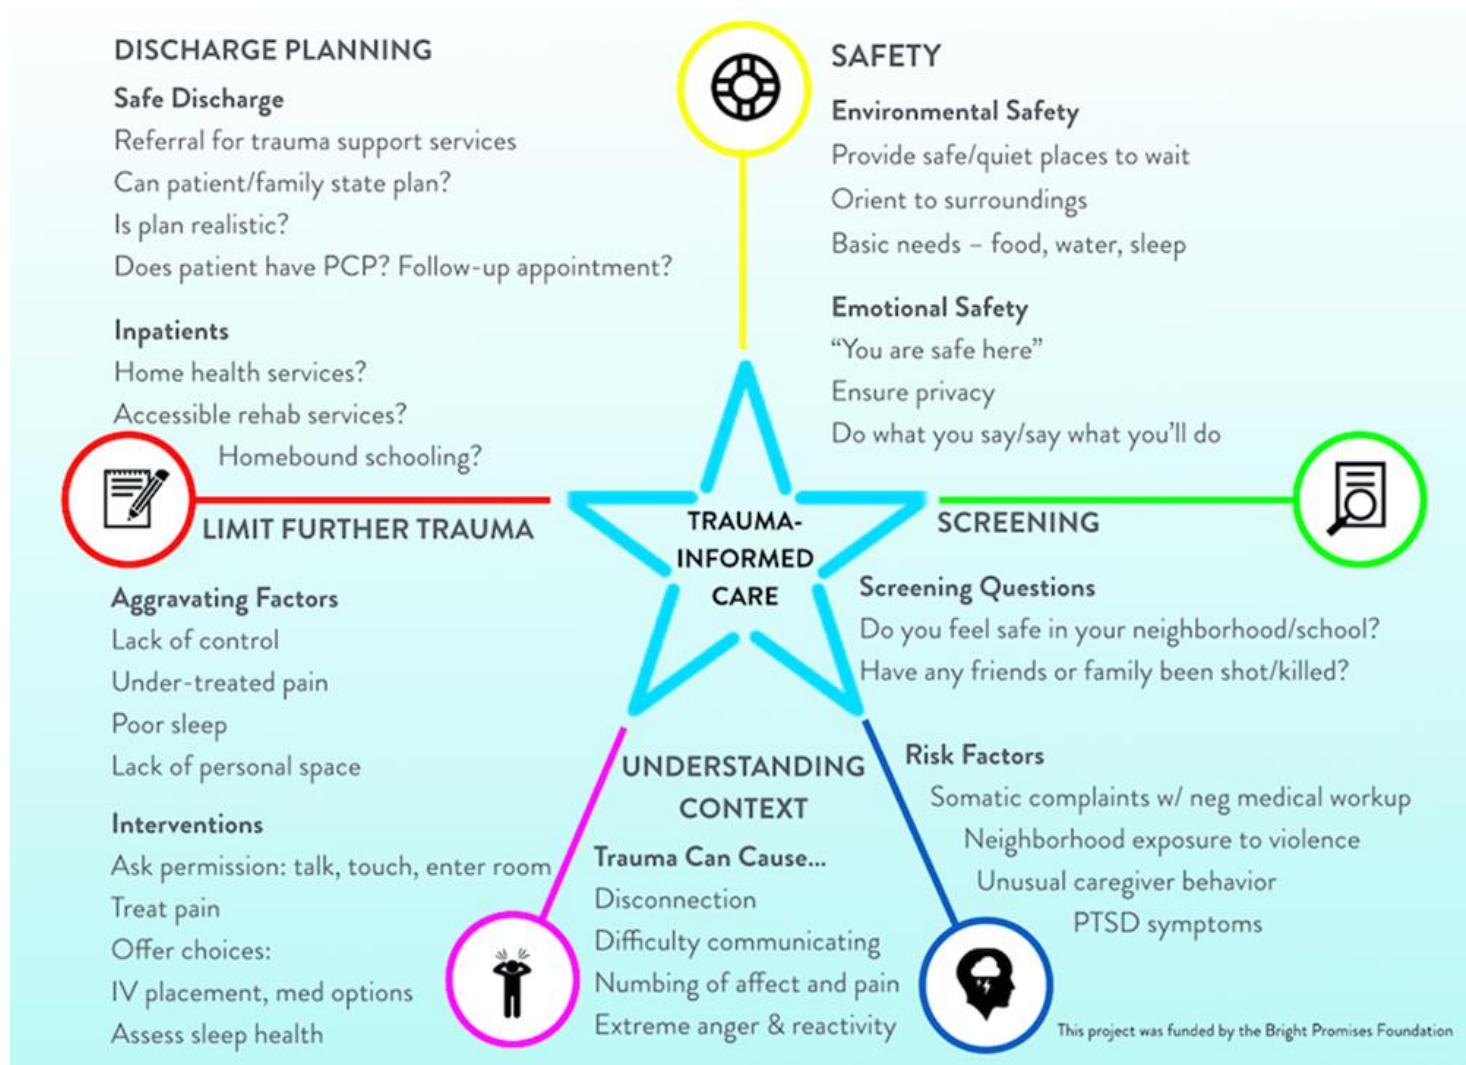 DISCHARGE PLANNING
Safe Discharge
Referral for trauma support services
Can patient/family state plan?
Is plan realistic?
Does patient have PCP? Follow-up appointment?
Inpatients
Home health services?
Accessible rehab services?
Homebound schooling?
SAFETY
Environmental Safety
Provide safe/quiet places to wait
Orient to surroundings
Basic needs – food, water, sleep
Emotional Safety
“You are safe here”
Ensure privacy
Do what you say/say what you’ll do
TRAUMA-
INFORMED
CARE
LIMIT FURTHER TRAUMA
Aggravating Factors
Lack of control
Under-treated pain
Poor sleep
Lack of personal space
Interventions
Ask permission: talk, touch, enter room
Treat pain
Offer choices:
IV placement, med options
Assess sleep health
UNDERSTANDING
CONTEXT
Trauma Can Cause...
Disconnection
Difficulty communicating
Numbing of affect and pain
Extreme anger & reactivity
SCREENING
Screening Questions
Do you feel safe in your neighborhood/school?
Have any friends or family been shot/killed?
Risk Factors
Somatic complaints w/ neg medical workup
Neighborhood exposure to violence
Unusual caregiver behavior
PTSD symptoms
This project was funded by the Bright Promises Foundation